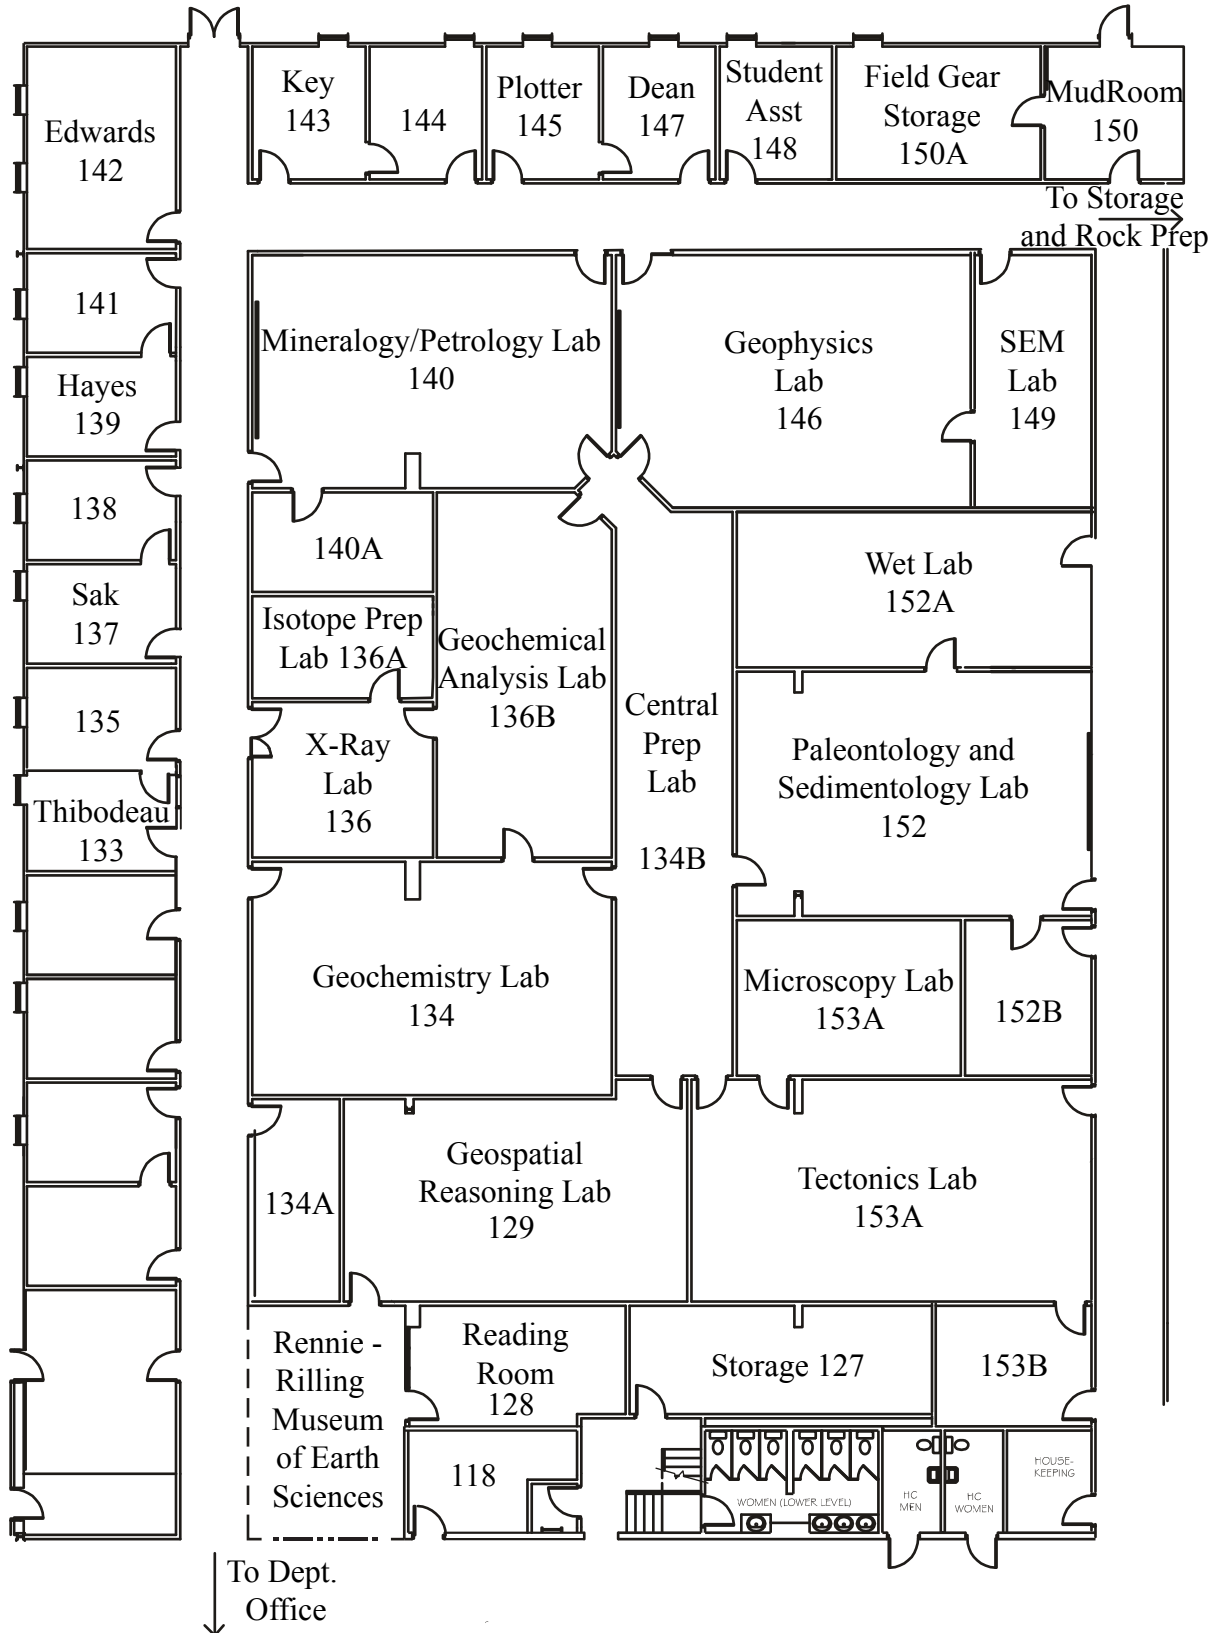 Key
143
144
Plotter
145
Dean
147
Student
Asst
148
Field Gear
Storage
150A
MudRoom
150
Edwards
142
To Storage
and Rock Prep
141
Hayes
139
138
Sak
137
135
Thibodeau
133
Mineralogy/Petrology Lab
140
Geophysics
Lab
146
SEM
Lab
149
140A
Isotope Prep
Lab 136A
Geochemical
Analysis Lab
136B
X-Ray
Lab
136
Central
Prep
Lab
134B
Wet Lab
152A
Paleontology and
Sedimentology Lab
152
Geochemistry Lab
134
Microscopy Lab
153A
152B
134A
Geospatial
Reasoning Lab
129
Tectonics Lab
153A
Rennie -
Rilling
Museum
of Earth
Sciences
Reading
Room
128
Storage 127
153B
118
WOMEN (LOWER LEVEL)
HC
MEN
HC
WOMEN
HOUSE-
KEEPING
To Dept.
Office